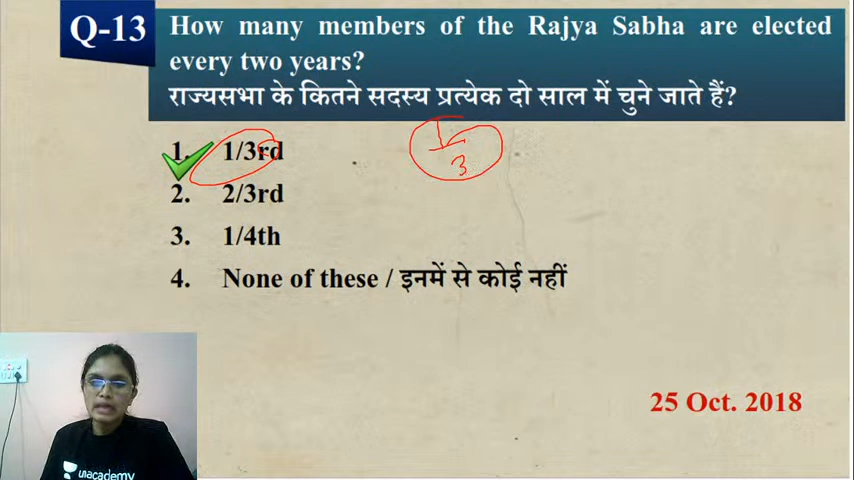 Q-13
How many members of the Rajya Sabha are elected
every two years?
राज्यसभा के कितने सदस्य प्रत्येक दो साल में चुने जाते हैं?
1. 1/3rd
1/3
2. 2/3rd
3. 1/4th
4. None of these / इनमें से कोई नहीं
25 Oct. 2018
unacademy